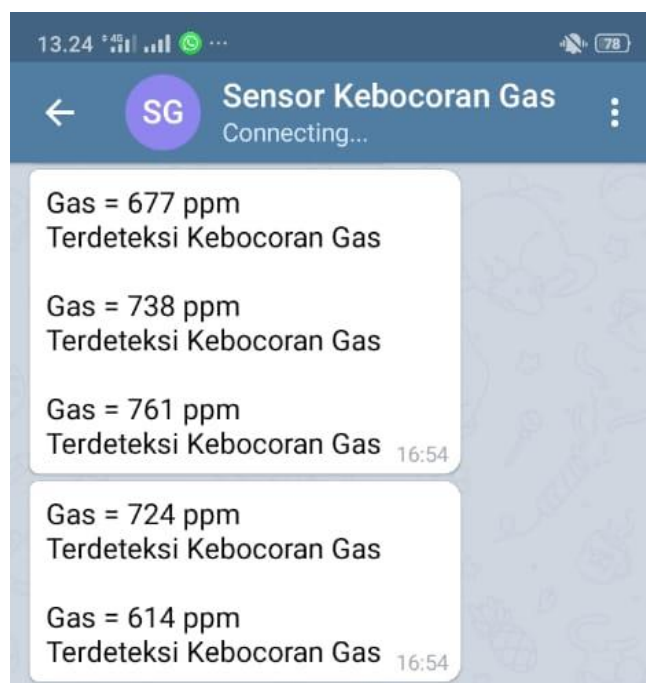 13.24 4G ...
78
SG
Sensor Kebocoran Gas
Connecting...
Gas = 677 ppm
Terdeteksi Kebocoran Gas
Gas = 738 ppm
Terdeteksi Kebocoran Gas
Gas = 761 ppm
Terdeteksi Kebocoran Gas 16:54
Gas = 724 ppm
Terdeteksi Kebocoran Gas
Gas = 614 ppm
Terdeteksi Kebocoran Gas 16:54